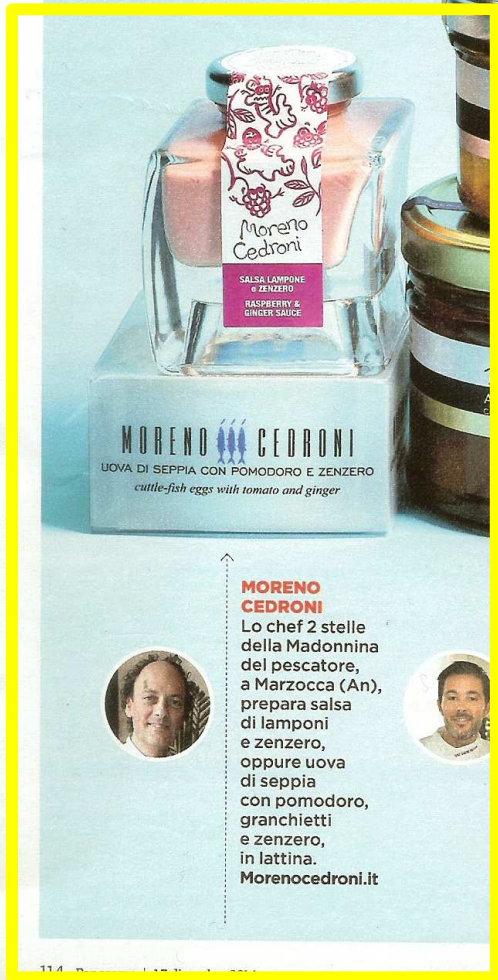 Moreno
Cedroni
SALSA LAMPONE
e ZENZERO
RASPBERRY &
GINGER SAUCE
MORENO CEDRONI
UOVA DI SEPPIA CON POMODORO E ZENZERO
cuttle-fish eggs with tomato and ginger
MORENO
CEDRONI
Lo chef 2 stelle
della Madonnina
del pescatore,
a Marzocca (An),
prepara salsa
di lamponi
e zenzero,
oppure uova
di seppia
con pomodoro,
granchietti
e zenzero,
in lattina.
Morenocedroni.it
114